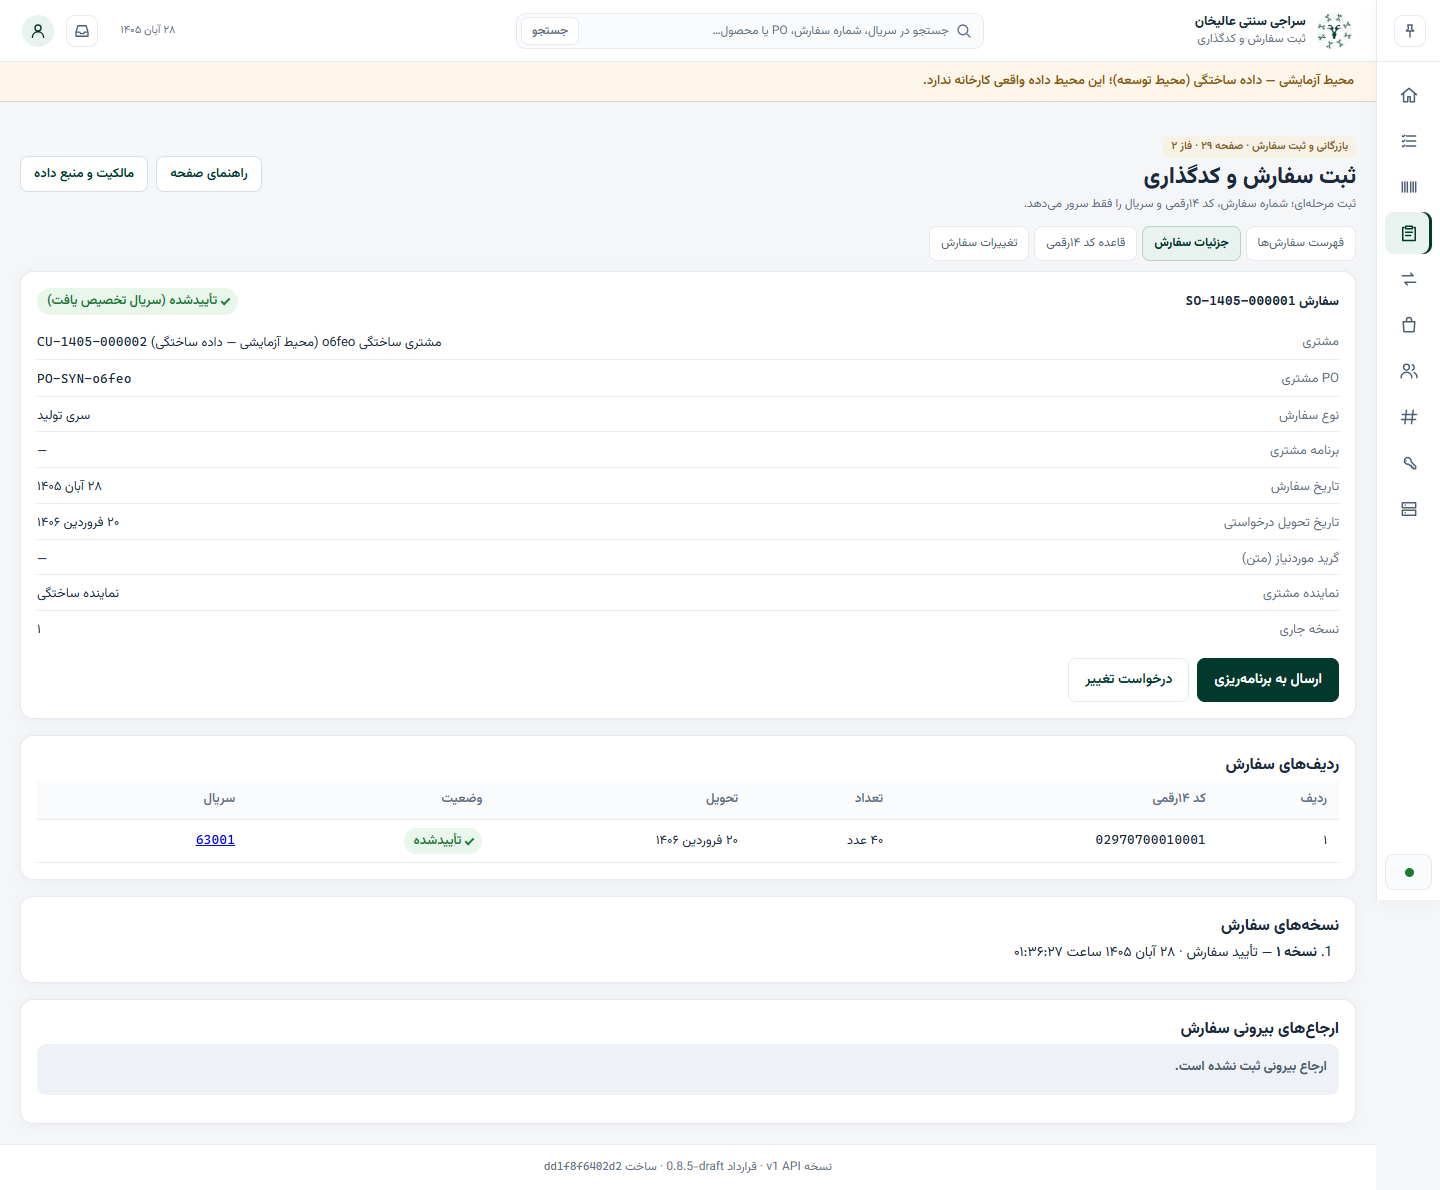 سراجی سنتی عالیخان
ثبت سفارش و کدگذاری
جستجو در سریال، شماره سفارش، PO یا محصول…
جستجو
۲۸ آبان ۱۴۰۵
محیط آزمایشی — داده ساختگی (محیط توسعه)؛ این محیط داده واقعی کارخانه ندارد.
بازرگانی و ثبت سفارش · صفحه ۲۹ · فاز ۲
ثبت سفارش و کدگذاری
ثبت مرحله‌ای؛ شماره سفارش، کد ۱۴رقمی و سریال را فقط سرور می‌دهد.
راهنمای صفحه
مالکیت و منبع داده
فهرست سفارش‌ها
جزئیات سفارش
قاعده کد ۱۴رقمی
تغییرات سفارش
سفارش SO-1405-000001
تأییدشده (سریال تخصیص یافت)
مشتری
مشتری ساختگی o6feo (محیط آزمایشی — داده ساختگی) CU-1405-000002
PO مشتری
PO-SYN-o6feo
نوع سفارش
سری تولید
برنامه مشتری
—
تاریخ سفارش
۲۸ آبان ۱۴۰۵
تاریخ تحویل درخواستی
۲۰ فروردین ۱۴۰۶
گرید موردنیاز (متن)
—
نماینده مشتری
نماینده ساختگی
نسخه جاری
۱
ارسال به برنامه‌ریزی
درخواست تغییر
ردیف‌های سفارش
ردیف کد ۱۴رقمی تعداد تحویل وضعیت سریال
۱ 02970700010001 ۴۰ عدد ۲۰ فروردین ۱۴۰۶ تأییدشده 63001
نسخه‌های سفارش
1. نسخه ۱ — تأیید سفارش · ۲۸ آبان ۱۴۰۵ ساعت ۰۱:۳۶:۲۷
ارجاع‌های بیرونی سفارش
ارجاع بیرونی ثبت نشده است.
نسخه v1 API · قرارداد 0.8.5-draft · ساخت dd1f8f6402d2